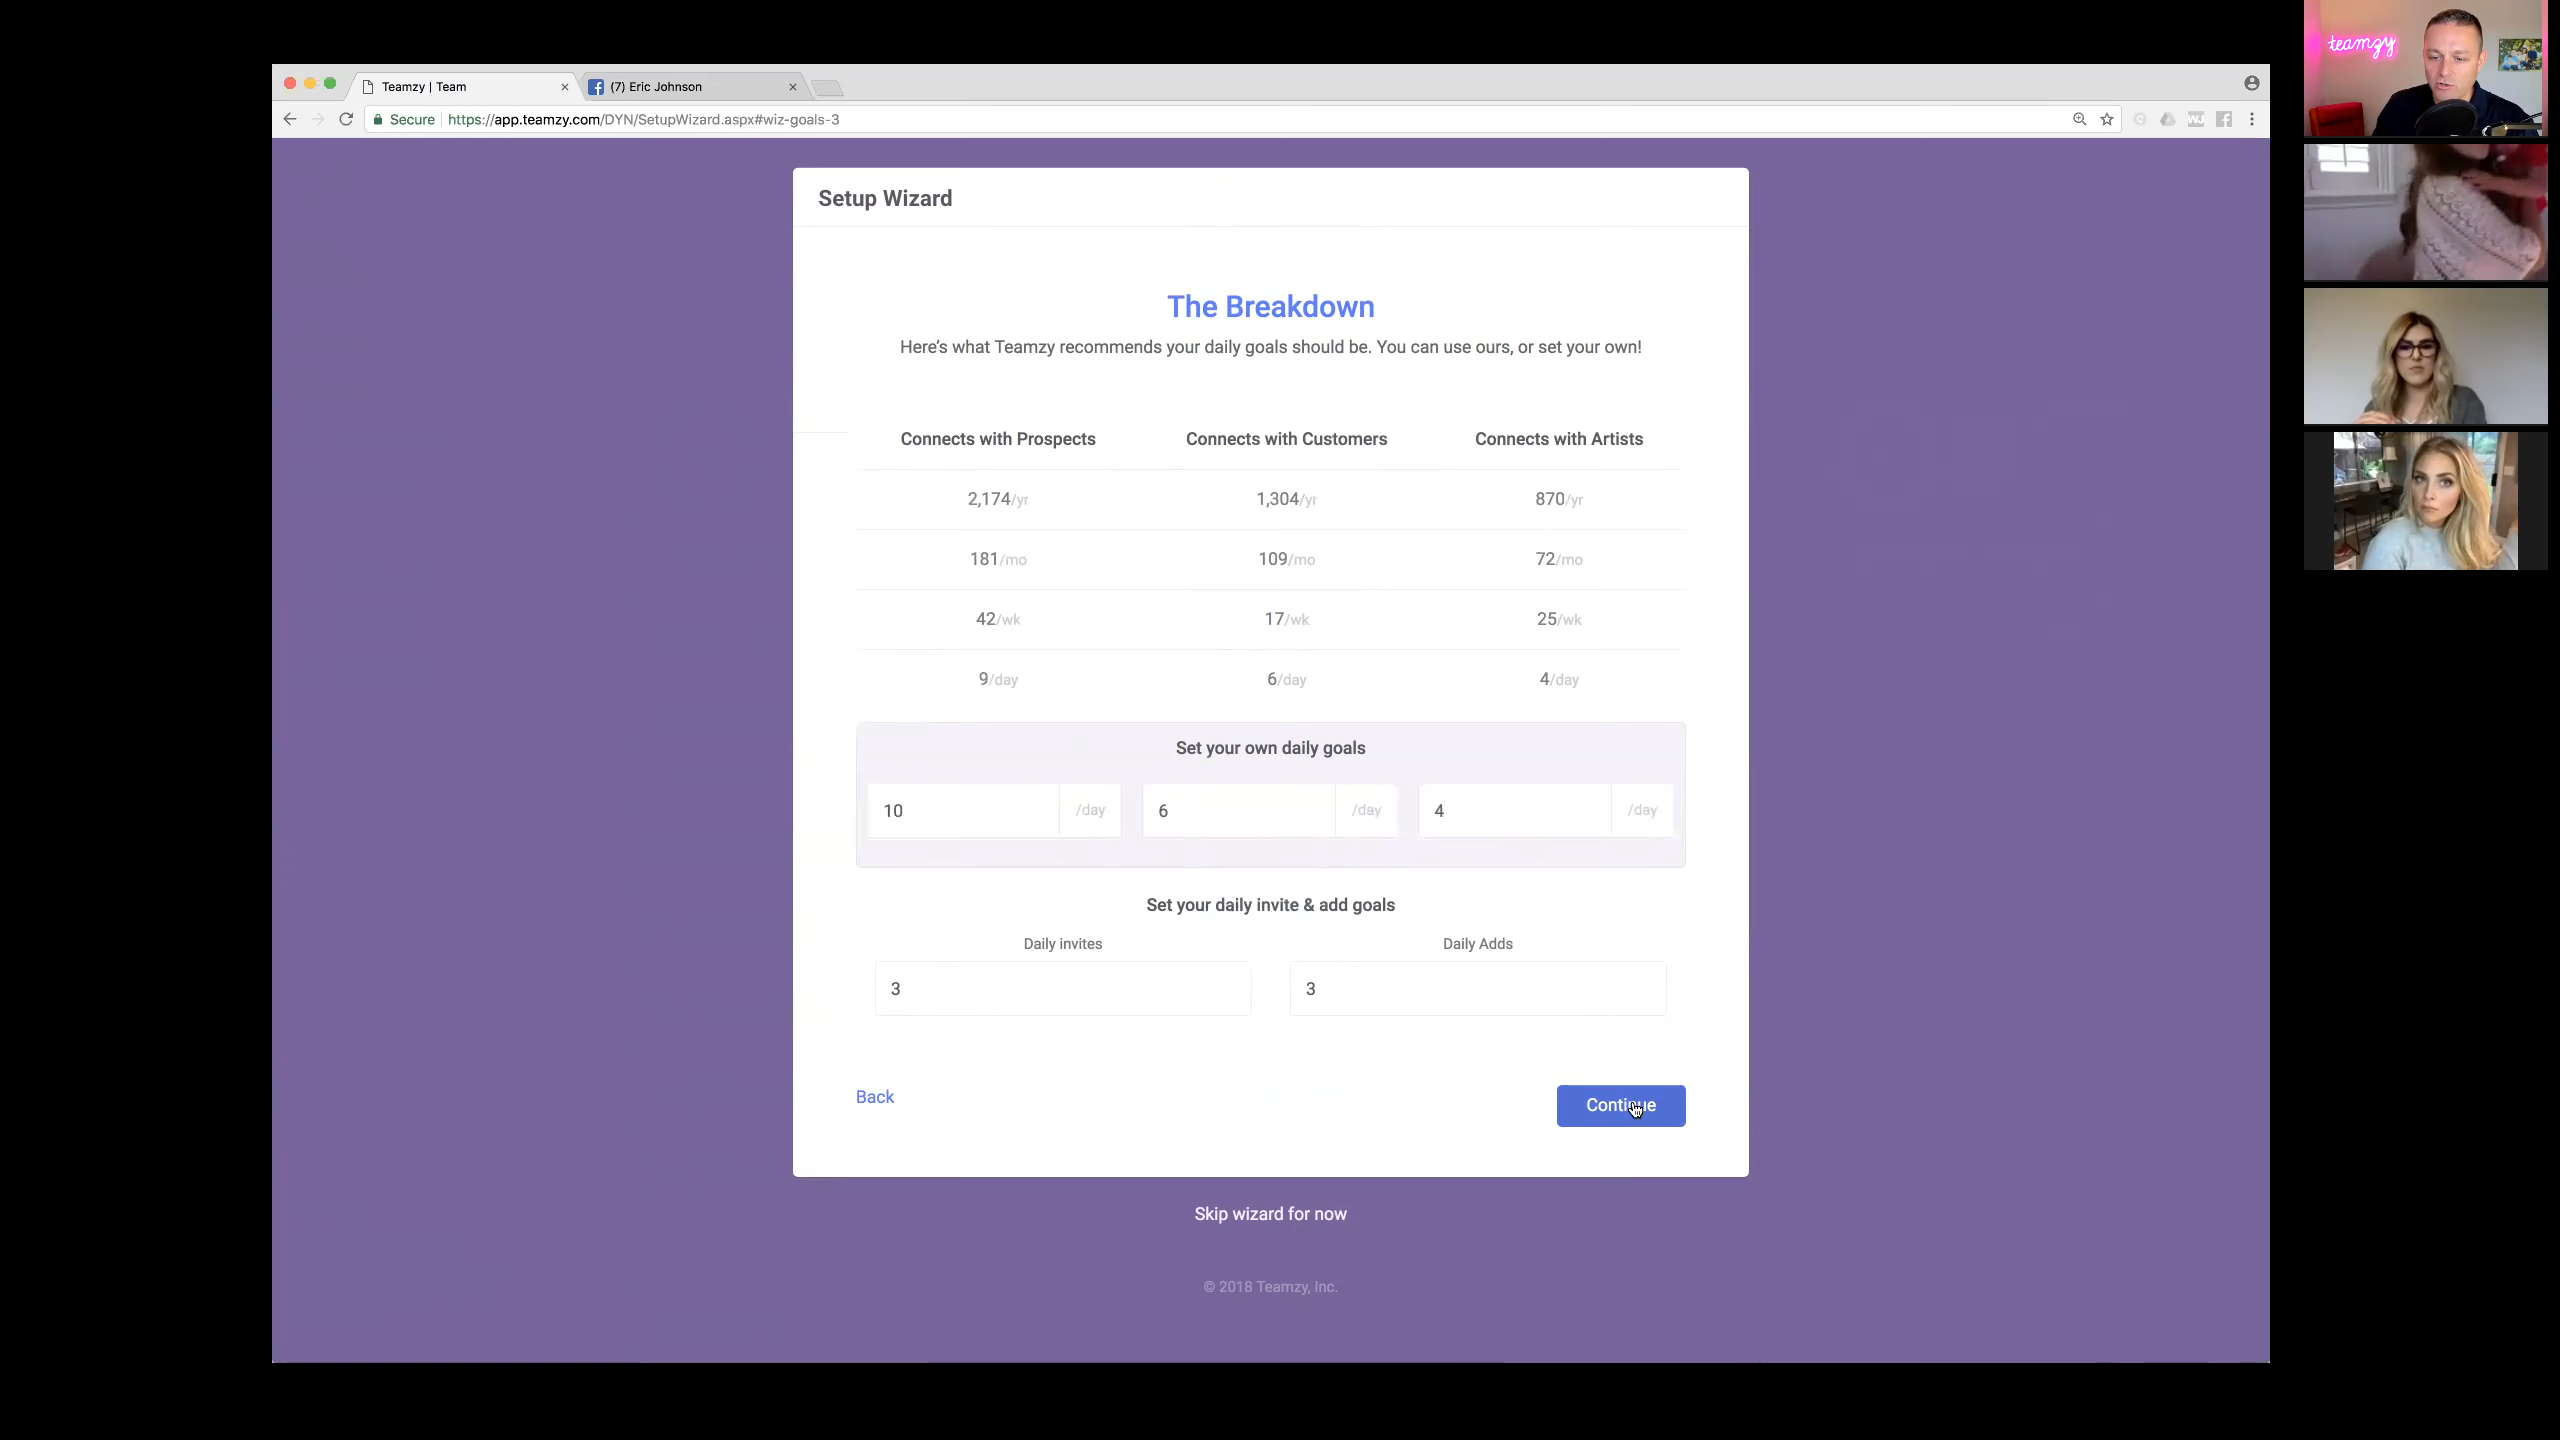 Teamzy | Team
(7) Eric Johnson
Secure https://app.teamzy.com/DYN/SetupWizard.aspx#wiz-goals-3
teamzy
Setup Wizard
The Breakdown
Here's what Teamzy recommends your daily goals should be. You can use ours, or set your own!
Connects with Prospects Connects with Customers Connects with Artists
2,174/yr 1,304/yr 870/yr
181/mo 109/mo 72/mo
42/wk 17/wk 25/wk
9/day 6/day 4/day
Set your own daily goals
10 /day 6 /day 4 /day
Set your daily invite & add goals
Daily invites Daily Adds
3 3
Back Continue
Skip wizard for now
© 2018 Teamzy, Inc.